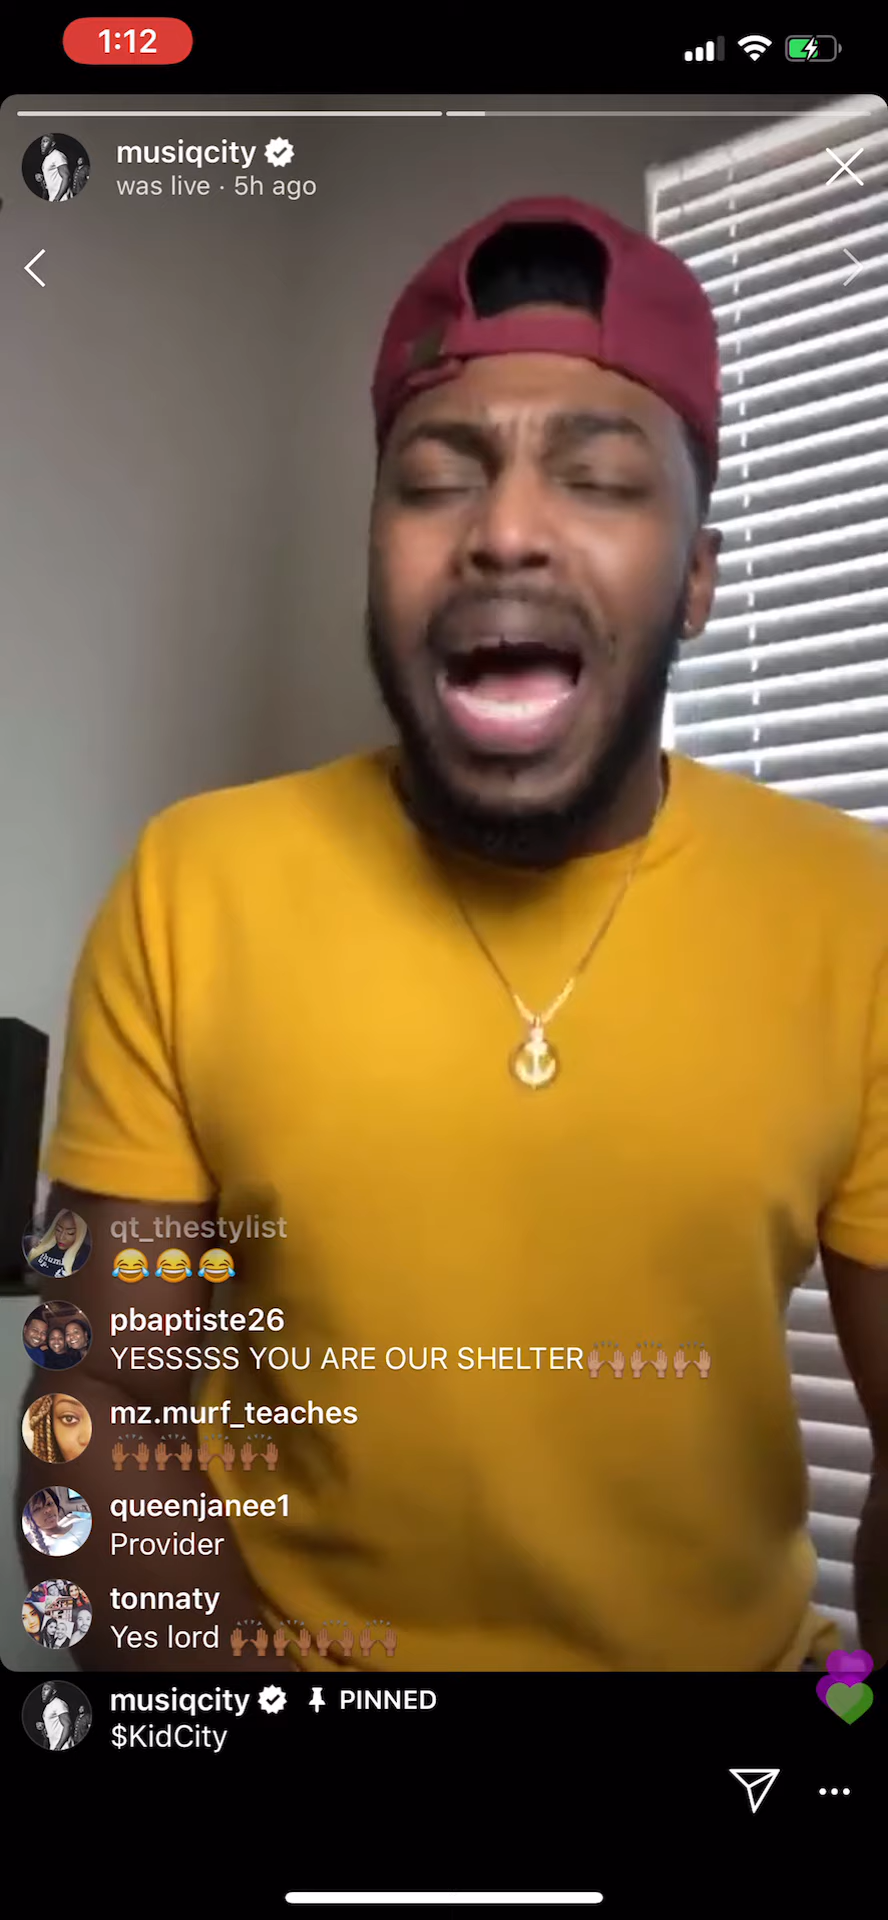 1:12
musiqcity
was live · 5h ago
qt_thestylist
😂😂😂
pbaptiste26
YESSSSS YOU ARE OUR SHELTER🙌🏽🙌🏽🙌🏽
mz.murf_teaches
🙌🏾🙌🏾🙌🏾🙌🏾
queenjanee1
Provider
tonnaty
Yes lord 🙌🏾🙌🏾🙌🏾🙌🏾
musiqcity PINNED
$KidCity